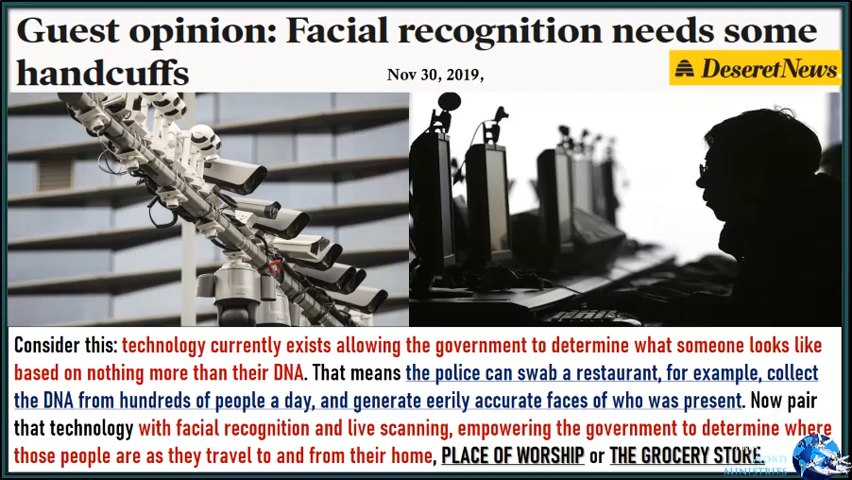 Guest opinion: Facial recognition needs some
handcuffs
Nov 30, 2019,
Deseret News
Consider this: technology currently exists allowing the government to determine what someone looks like
based on nothing more than their DNA. That means the police can swab a restaurant, for example, collect
the DNA from hundreds of people a day, and generate eerily accurate faces of who was present. Now pair
that technology with facial recognition and live scanning, empowering the government to determine where
those people are as they travel to and from their home, PLACE OF WORSHIP or THE GROCERY STORE.
WORD
MINISTRIES